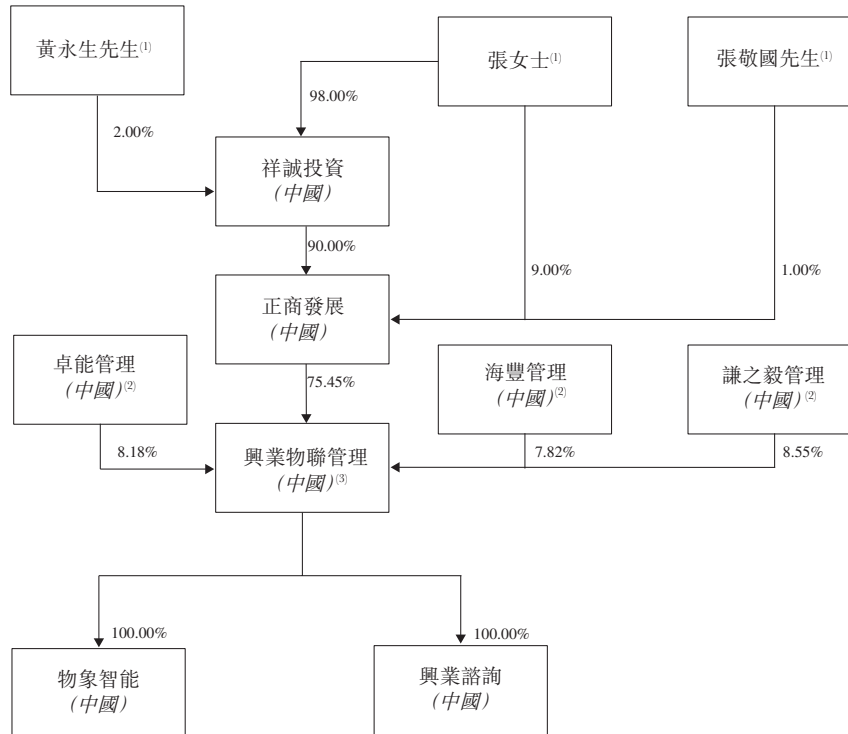 黃永生先生(1)
張女士(1)
張敬國先生(1)
98.00%
2.00%
祥誠投資
(中國)
90.00%
9.00%
1.00%
正商發展
(中國)
卓能管理
(中國)(2)
75.45%
海豐管理
(中國)(2)
謙之毅管理
(中國)(2)
8.18%
興業物聯管理
(中國)(3)
7.82%
8.55%
100.00%
100.00%
物象智能
(中國)
興業諮詢
(中國)